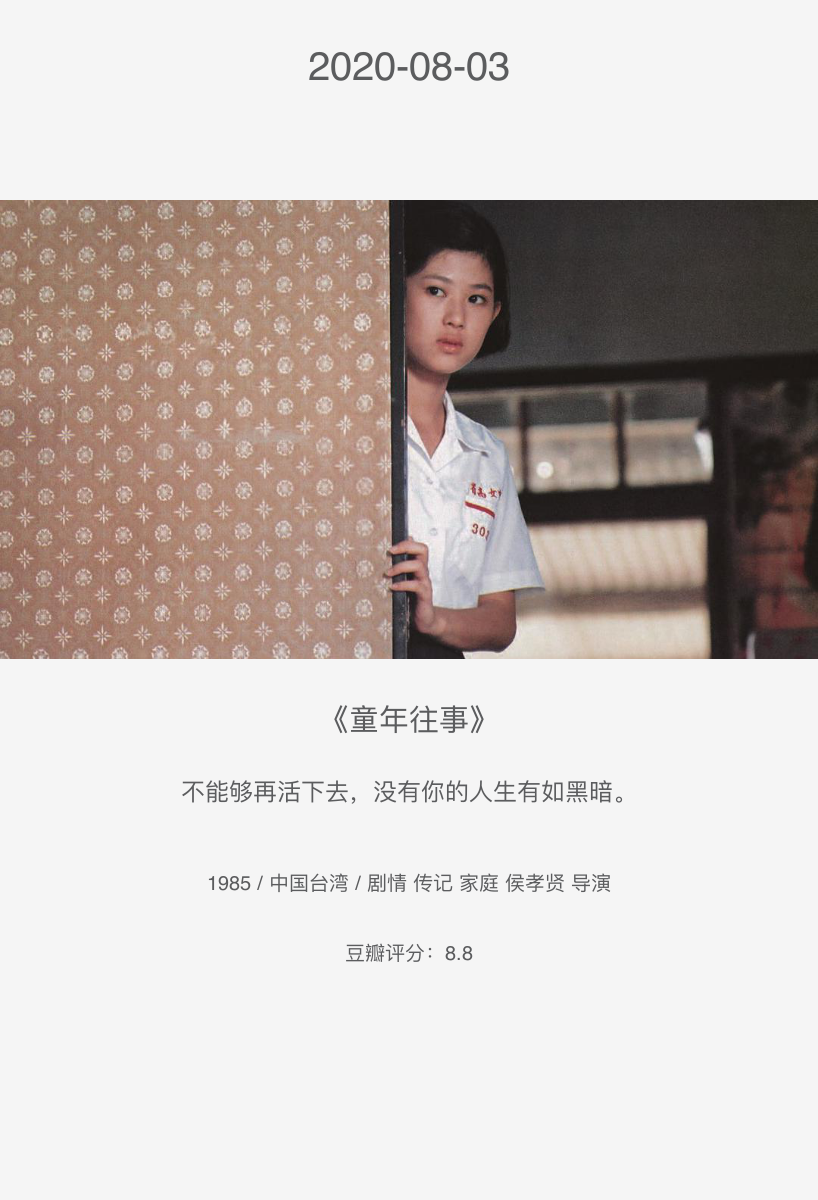 2020-08-03
301
《童年往事》
不能够再活下去，没有你的人生有如黑暗。
1985 / 中国台湾 / 剧情 传记 家庭 侯孝贤 导演
豆瓣评分：8.8